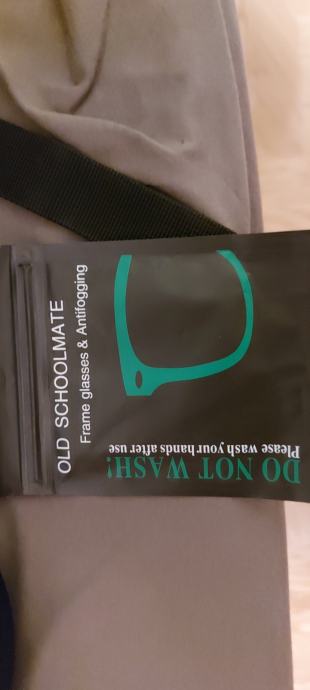 OLD SCHOOLMATE
Frame glasses & Antifogging
DO NOT WASH!
Please wash your hands after use